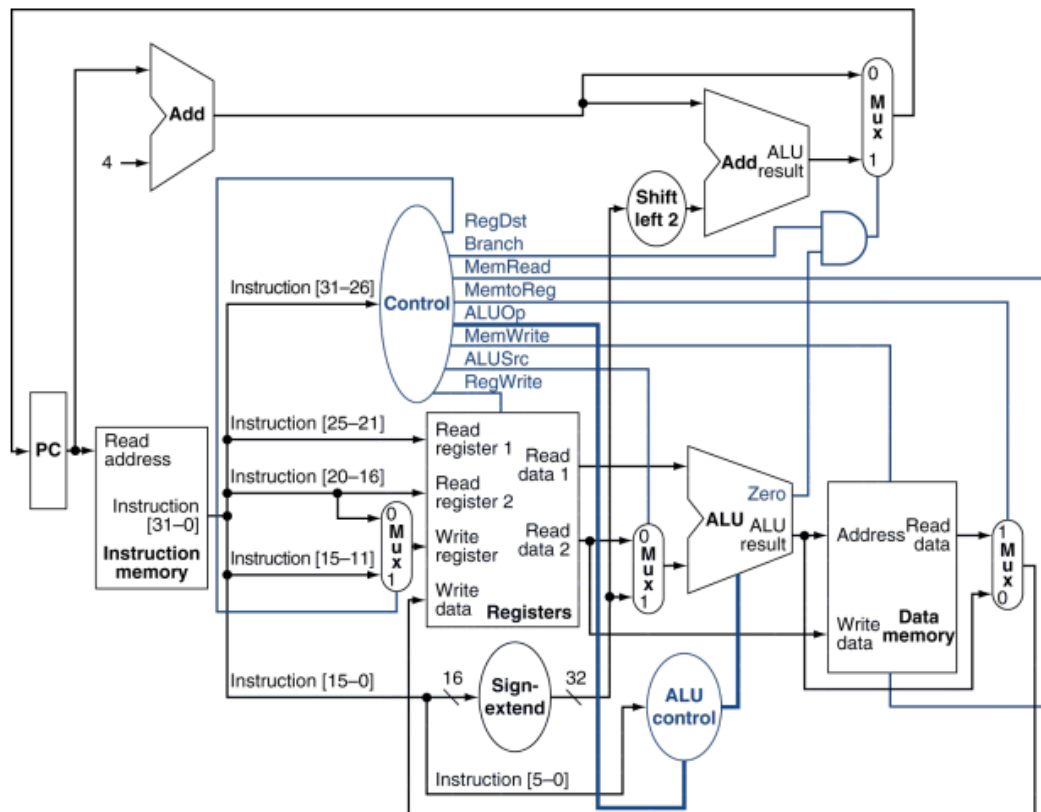 Add
4
0
Mux
1
Add
ALU
result
Shift
left 2
RegDst
Branch
MemRead
MemtoReg
ALUOp
MemWrite
ALUSrc
RegWrite
Control
Instruction [31–26]
PC
Read
address
Instruction
[31–0]
Instruction
memory
Instruction [25–21]
Instruction [20–16]
Instruction [15–11]
0
Mux
1
Read
register 1
Read
register 2
Write
register
Write
data
Read
data 1
Read
data 2
Registers
0
Mux
1
Zero
ALU
ALU
result
Address
Read
data
Write
data
Data
memory
1
Mux
0
Instruction [15–0]
16
Sign-
extend
32
ALU
control
Instruction [5–0]